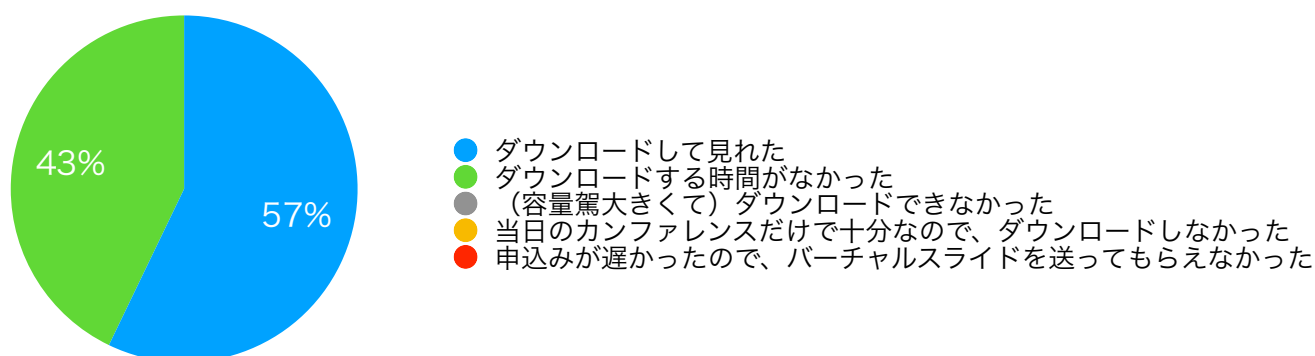 43%
57%
ダウンロードして見れた
ダウンロードする時間がなかった
（容量駕大きくて）ダウンロードできなかった
当日のカンファレンスだけで十分なので、ダウンロードしなかった
申込みが遅かったので、バーチャルスライドを送ってもらえなかった